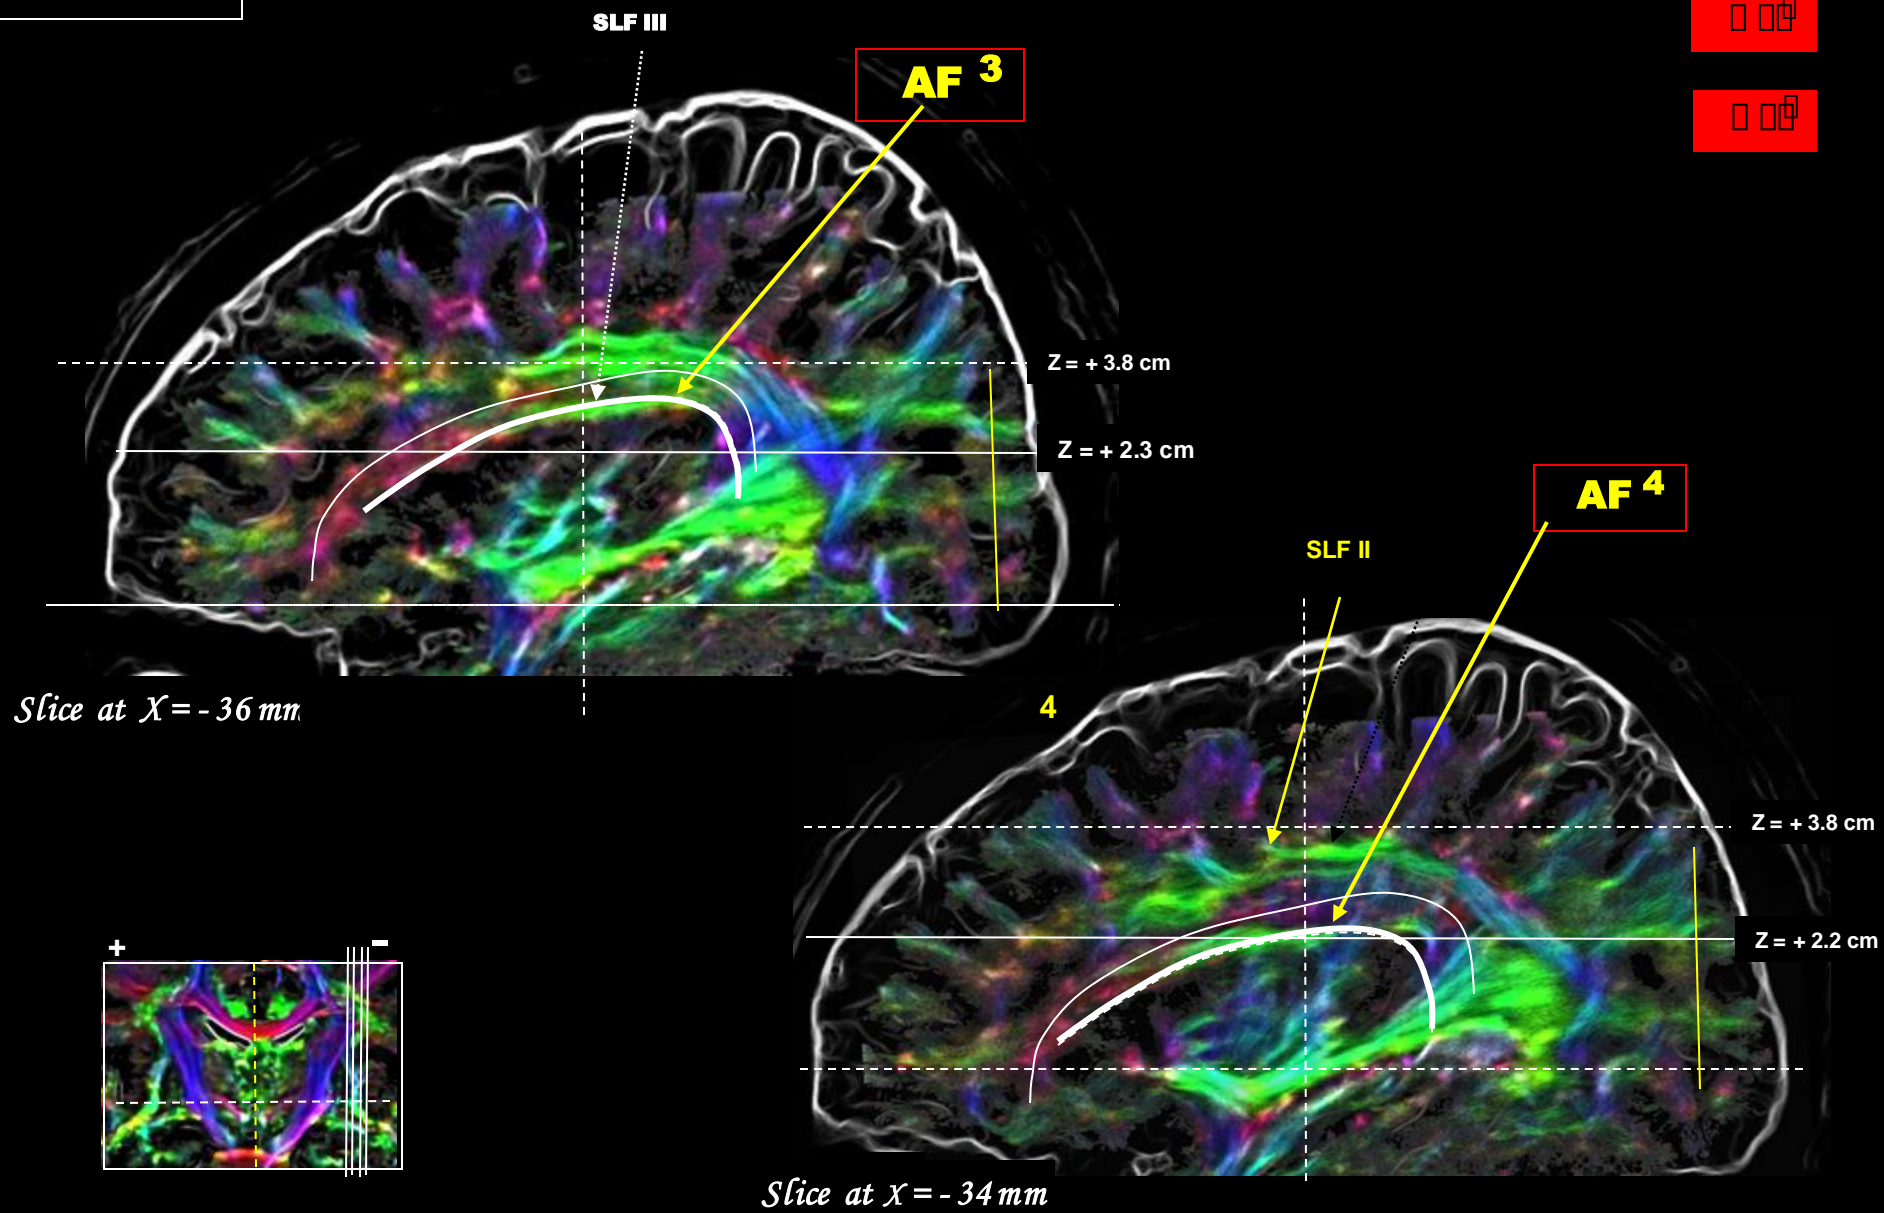 SLF III
AF 3
Z = + 3.8 cm
Z = + 2.3 cm
AF 4
SLF II
Slice at X = - 36 mm
4
Z = + 3.8 cm
Z = + 2.2 cm
+ -
Slice at X = - 34 mm